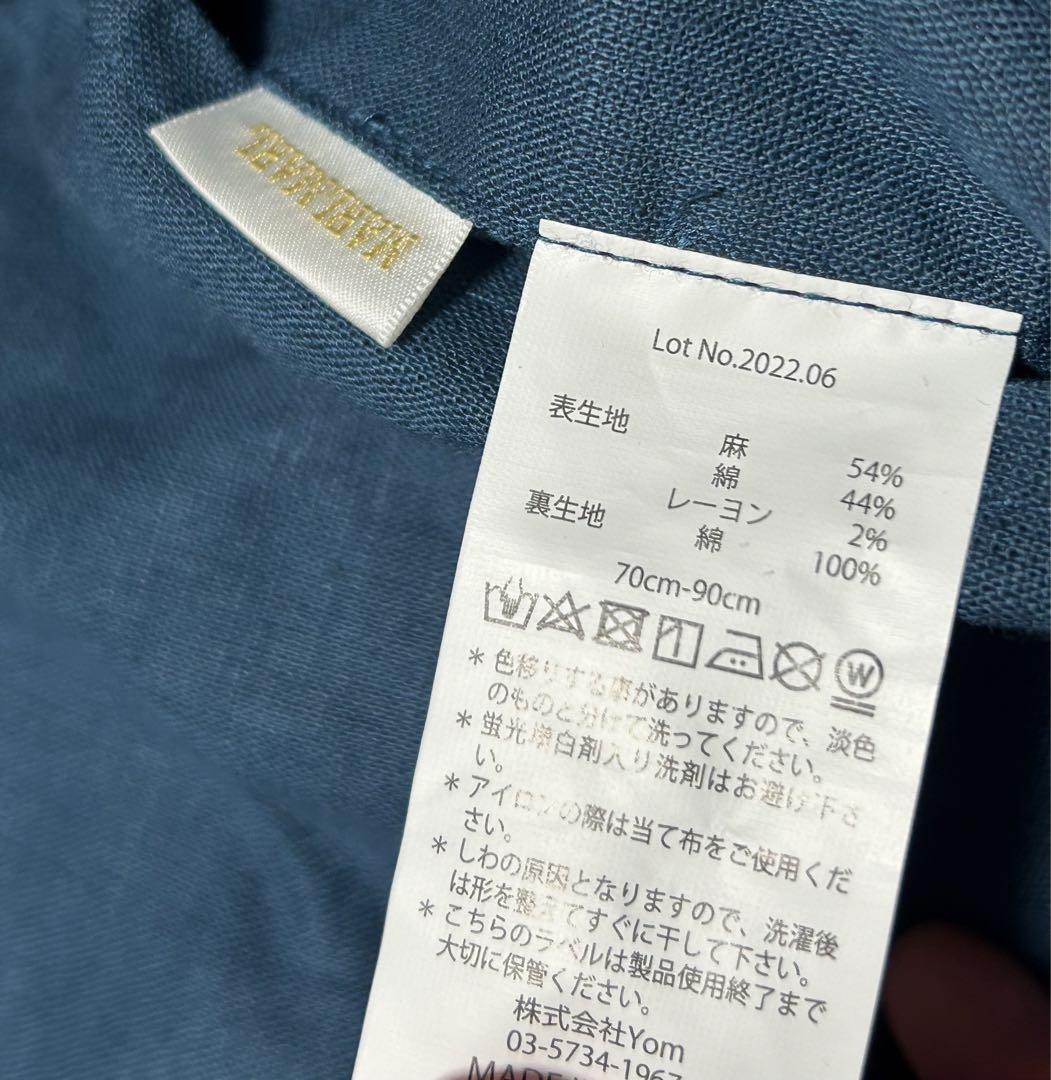 MARLMARL
Lot No.2022.06
表生地
麻 54%
綿 44%
レーヨン 2%
裏生地
綿 100%
70cm-90cm
W
＊色移りする事がありますので、淡色
のものと分けて洗ってください。
＊蛍光増白剤入り洗剤はお避け下さ
い。
＊アイロンの際は当て布をご使用くだ
さい。
＊しわの原因となりますので、洗濯後
は形を整えてすぐに干して下さい。
＊こちらのラベルは製品使用終了まで
大切に保管ください。
株式会社Yom
03-5734-1967
MADE